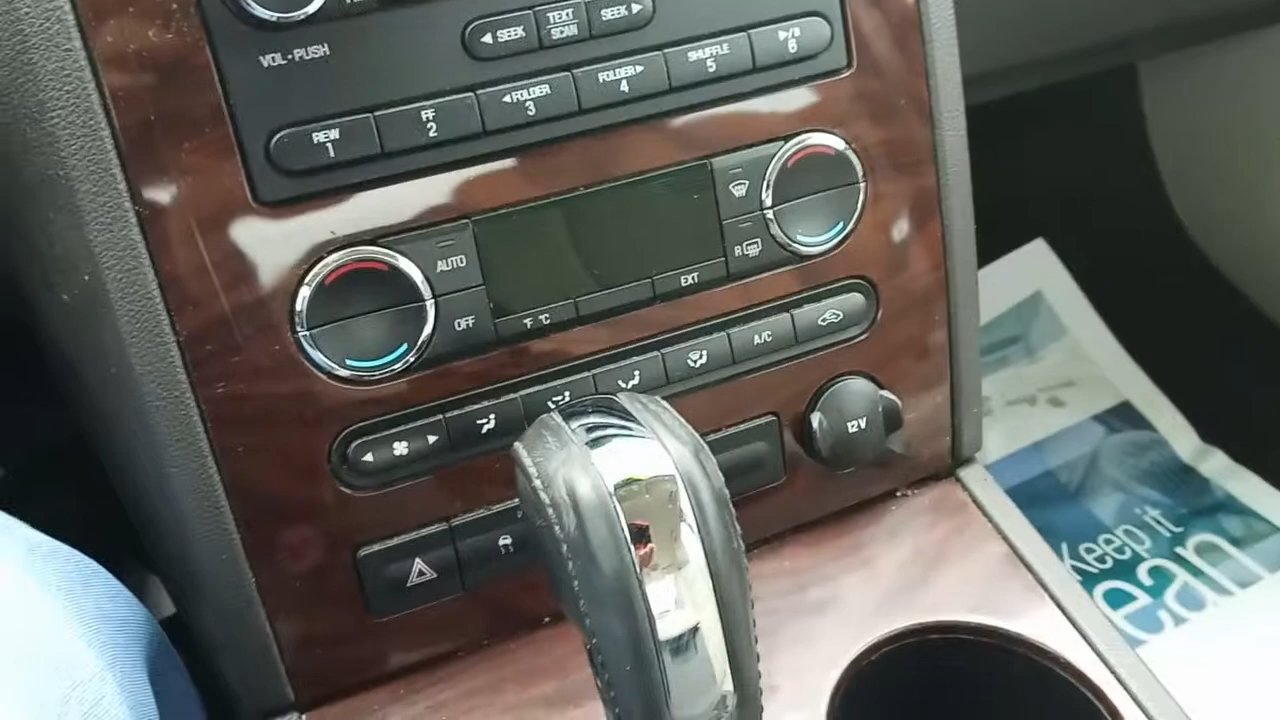 VOL•PUSH
◀ SEEK
TEXT
SCAN
SEEK ▶
REW
1
FF
2
◀FOLDER
3
FOLDER▶
4
SHUFFLE
5
▶/II
6
AUTO
OFF
°F °C
EXT
R
A/C
12V
Keep it
ean